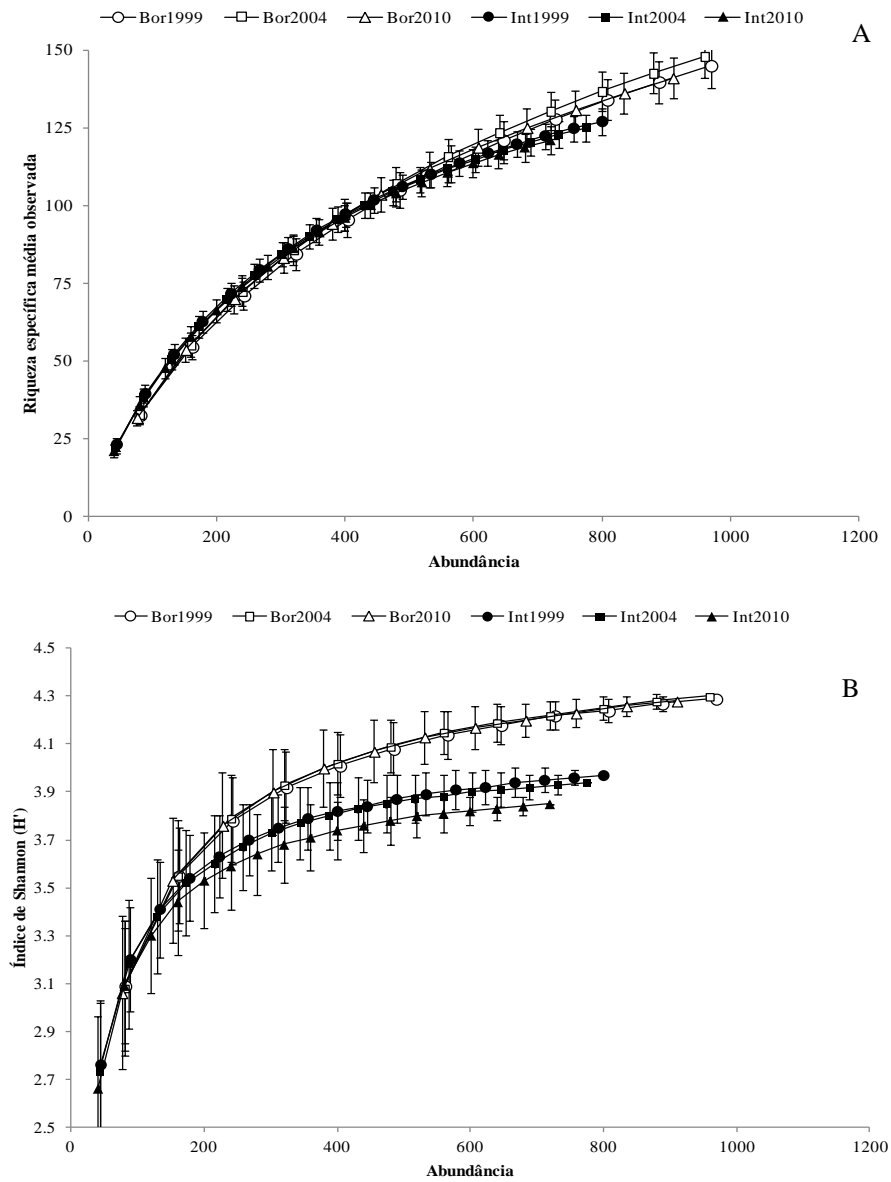 Bor1999 Bor2004 Bor2010 Int1999 Int2004 Int2010
A
150
125
100
75
50
25
0
Riqueza específica média observada
0 200 400 600 800 1000 1200
Abundância
Bor1999 Bor2004 Bor2010 Int1999 Int2004 Int2010
B
4.5
4.3
4.1
3.9
3.7
3.5
3.3
3.1
2.9
2.7
2.5
Índice de Shannon (H')
0 200 400 600 800 1000 1200
Abundância